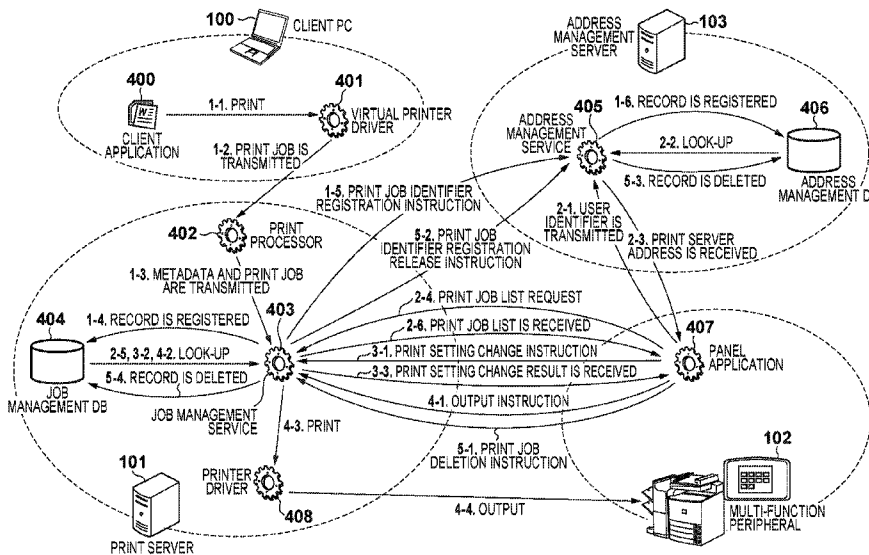 100
CLIENT PC
400
CLIENT
APPLICATION
1-1. PRINT
401
VIRTUAL PRINTER
DRIVER
1-2. PRINT JOB IS
TRANSMITTED
ADDRESS
MANAGEMENT
SERVER
103
405
ADDRESS
MANAGEMENT
SERVICE
1-6. RECORD IS REGISTERED
406
2-2. LOOK-UP
5-3. RECORD IS DELETED
ADDRESS
MANAGEMENT D
1-5. PRINT JOB IDENTIFIER
REGISTRATION INSTRUCTION
2-1. USER
IDENTIFIER IS
TRANSMITTED
5-2. PRINT JOB
IDENTIFIER REGISTRATION
RELEASE INSTRUCTION
2-3. PRINT SERVER
ADDRESS IS RECEIVED
402
PRINT
PROCESSOR
1-3. METADATA AND PRINT JOB
ARE TRANSMITTED
403
404
1-4. RECORD IS REGISTERED
2-5, 3-2, 4-2. LOOK-UP
5-4. RECORD IS DELETED
JOB
MANAGEMENT DB
JOB MANAGEMENT
SERVICE
2-4. PRINT JOB LIST REQUEST
2-6. PRINT JOB LIST IS RECEIVED
3-1. PRINT SETTING CHANGE INSTRUCTION
3-3. PRINT SETTING CHANGE RESULT IS RECEIVED
4-1. OUTPUT INSTRUCTION
5-1. PRINT JOB
DELETION INSTRUCTION
407
PANEL
APPLICATION
4-3. PRINT
101
PRINT SERVER
PRINTER
DRIVER
408
4-4. OUTPUT
102
MULTI-FUNCTION
PERIPHERAL
W